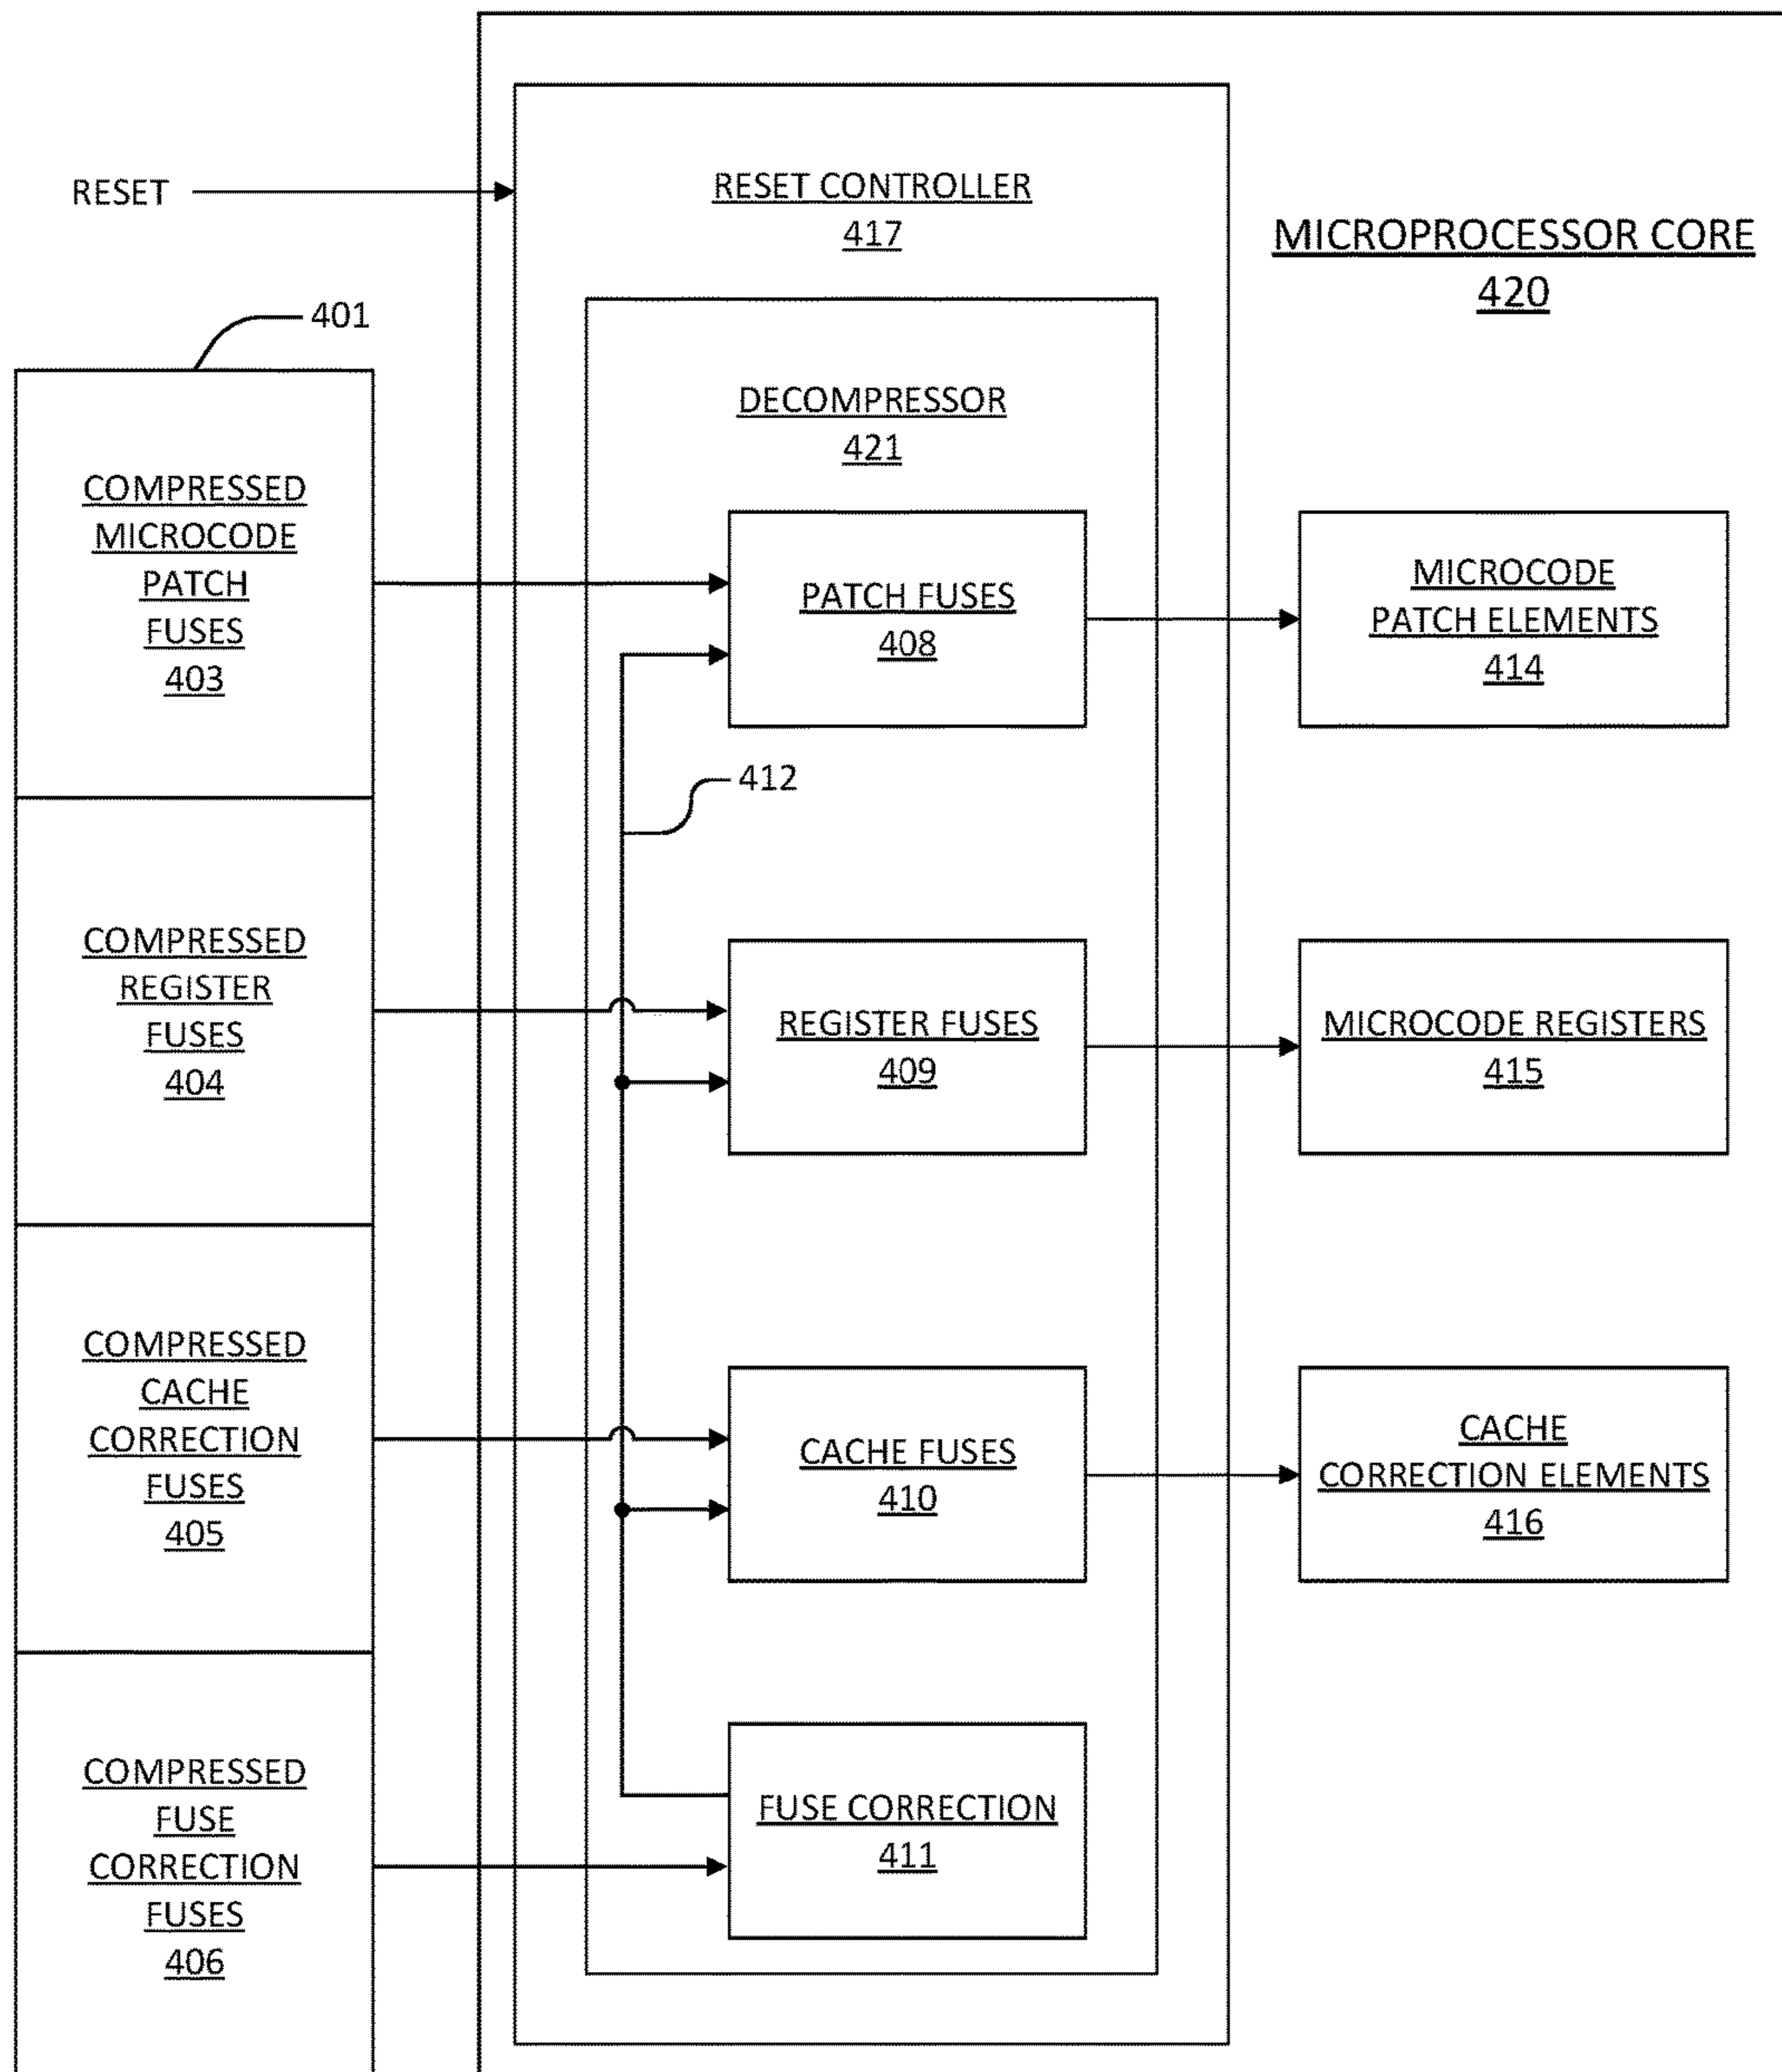 RESET
RESET CONTROLLER
417
MICROPROCESSOR CORE
420
401
DECOMPRESSOR
421
COMPRESSED
MICROCODE
PATCH
FUSES
403
PATCH FUSES
408
MICROCODE
PATCH ELEMENTS
414
412
COMPRESSED
REGISTER
FUSES
404
REGISTER FUSES
409
MICROCODE REGISTERS
415
COMPRESSED
CACHE
CORRECTION
FUSES
405
CACHE FUSES
410
CACHE
CORRECTION ELEMENTS
416
COMPRESSED
FUSE
CORRECTION
FUSES
406
FUSE CORRECTION
411